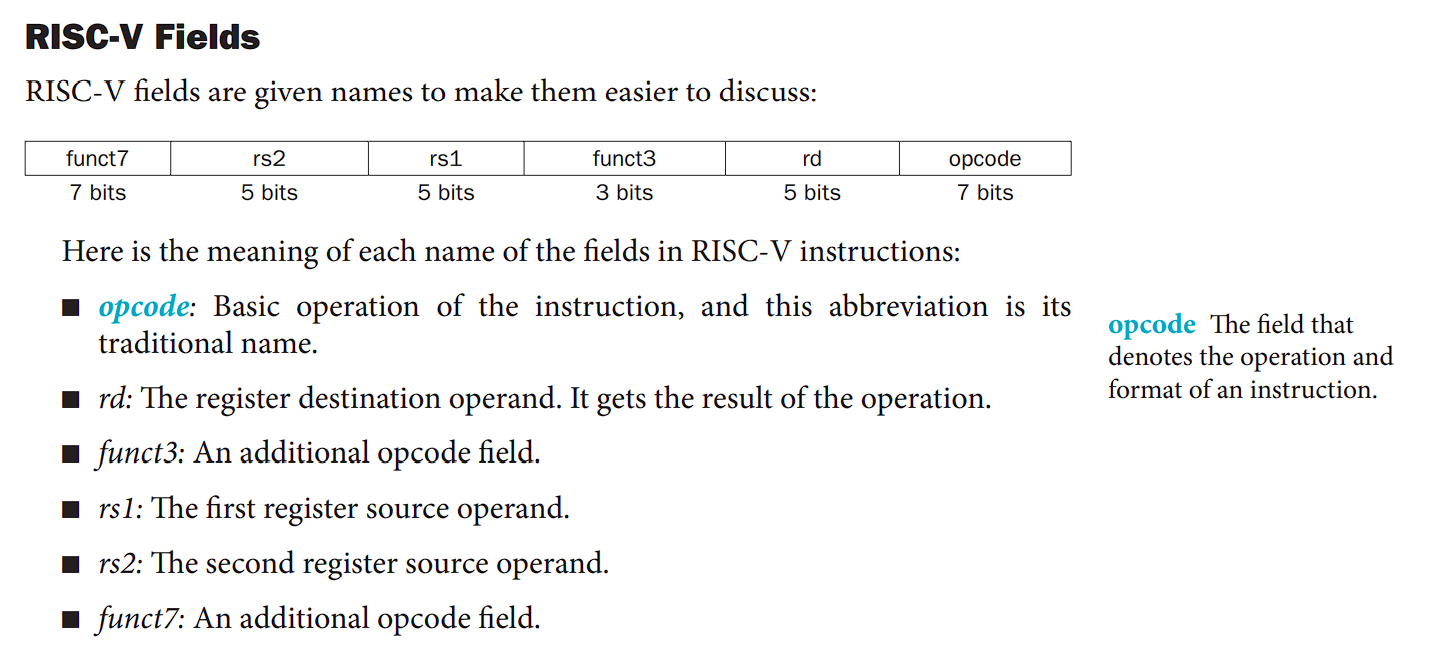 RISC-V Fields
RISC-V fields are given names to make them easier to discuss:
funct7 rs2 rs1 funct3 rd opcode
7 bits 5 bits 5 bits 3 bits 5 bits 7 bits
Here is the meaning of each name of the fields in RISC-V instructions:
■ opcode: Basic operation of the instruction, and this abbreviation is its
traditional name.
■ rd: The register destination operand. It gets the result of the operation.
■ funct3: An additional opcode field.
■ rs1: The first register source operand.
■ rs2: The second register source operand.
■ funct7: An additional opcode field.
opcode The field that
denotes the operation and
format of an instruction.